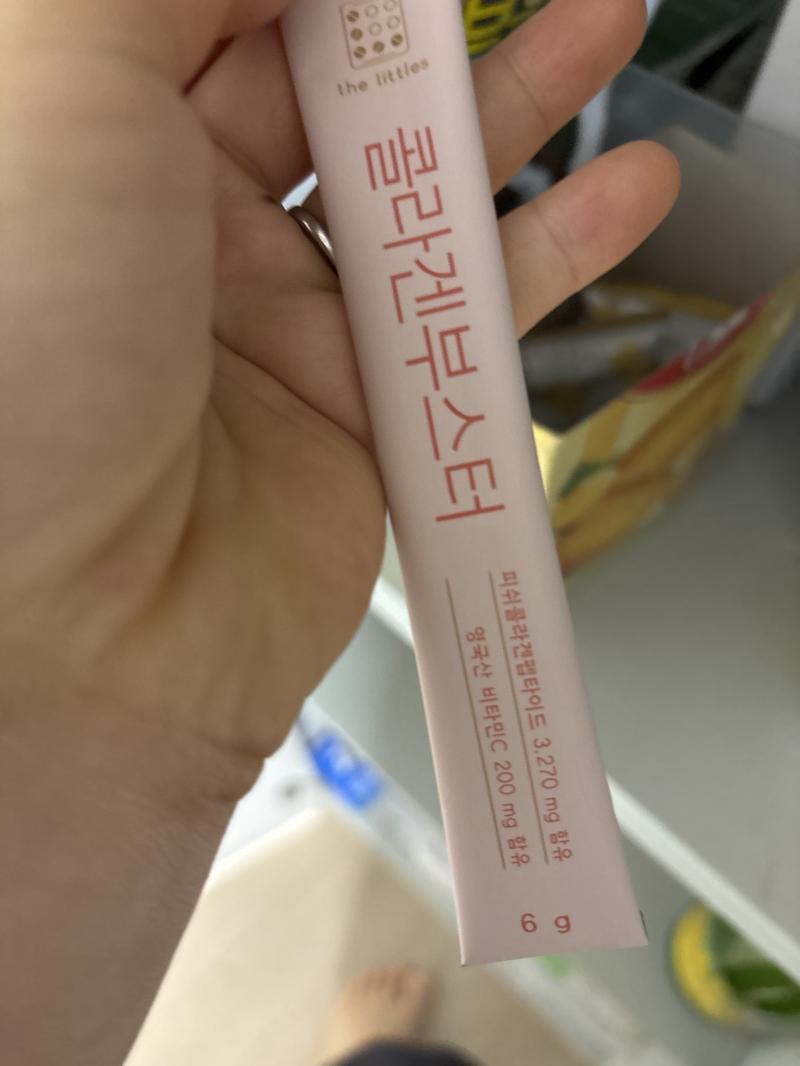 the littles
콜라겐부스터
피쉬콜라겐펩타이드 3,270 mg 함유
영국산 비타민C 200 mg 함유
6 g